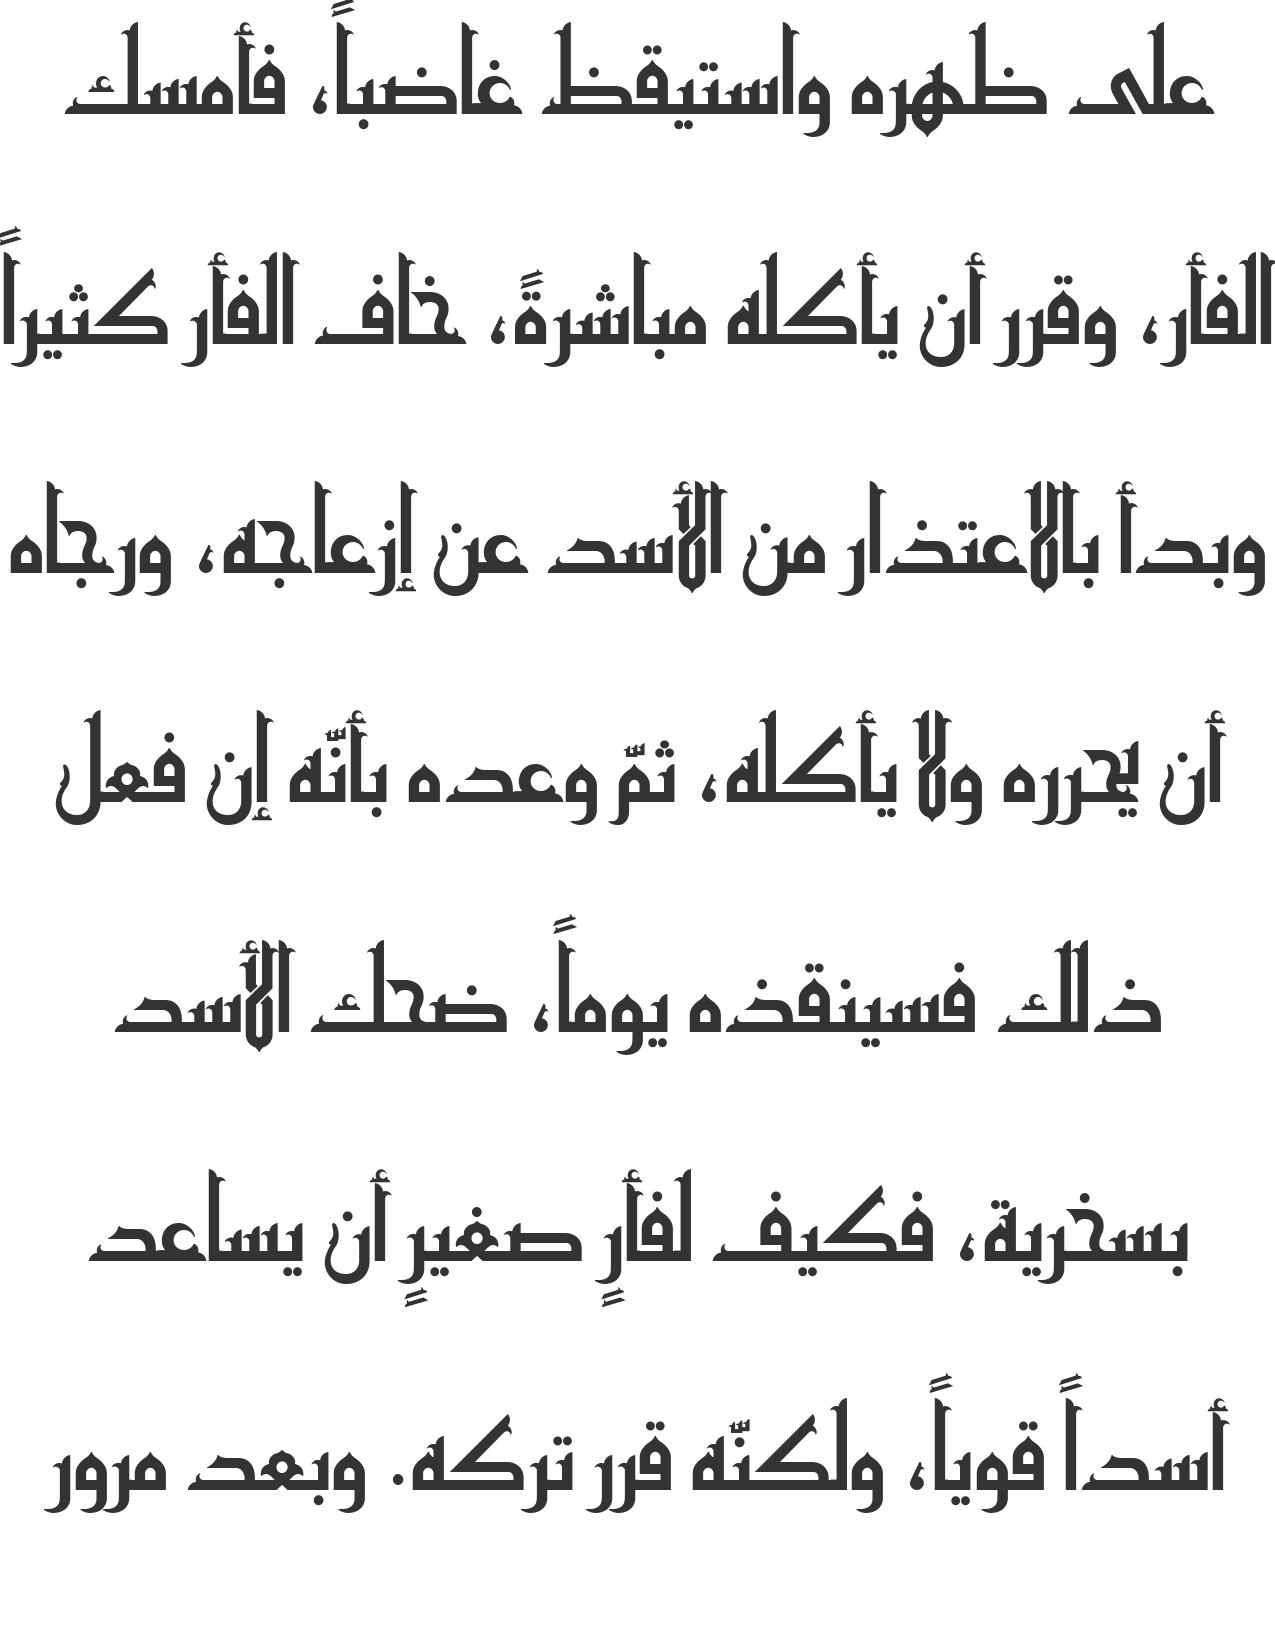 على ظهره واستيقظ غاضباً، فأمسك
الفأر، وقرر أن يأكله مباشرةً، خاف الفأر كثيراً
وبدأ بالاعتذار من الأسد عن إزعاجه، ورجاه
أن يحرره ولا يأكله، ثمّ وعده بأنّه إن فعل
ذلك فسينقذه يوماً، ضحك الأسد
بسخرية، فكيف لفأرٍ صغيرٍ أن يساعد
أسداً قوياً، ولكنّه قرر تركه. وبعد مرور